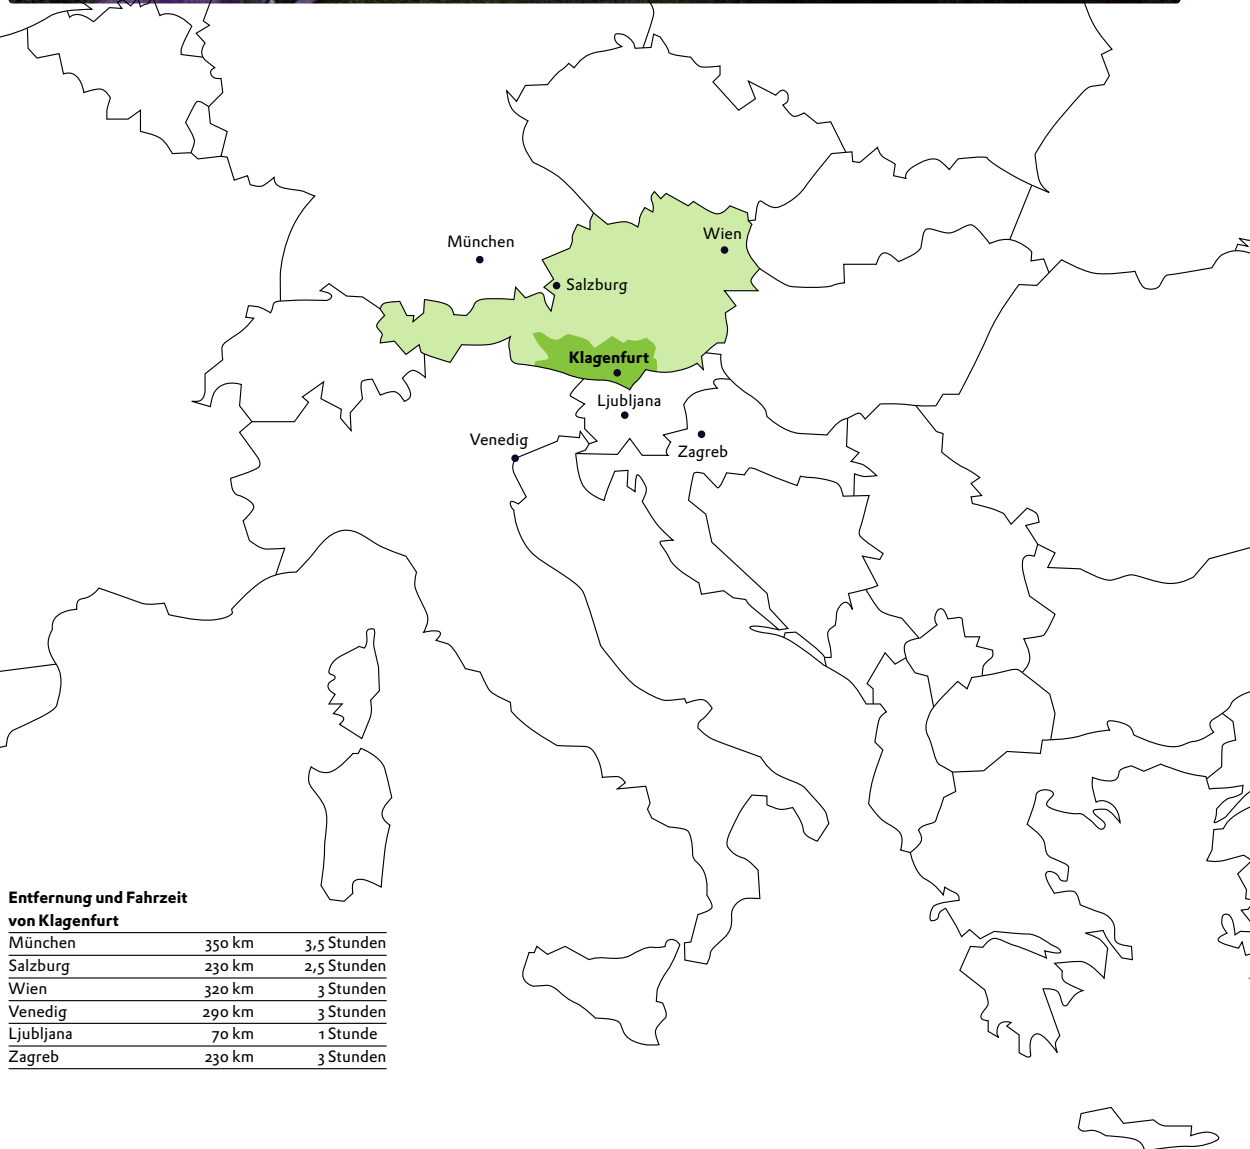 München
Wien
Salzburg
Klagenfurt
Ljubljana
Venedig
Zagreb
Entfernung und Fahrzeit
von Klagenfurt
München 350 km 3,5 Stunden
Salzburg 230 km 2,5 Stunden
Wien 320 km 3 Stunden
Venedig 290 km 3 Stunden
Ljubljana 70 km 1 Stunde
Zagreb 230 km 3 Stunden